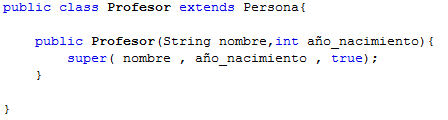 public class Profesor extends Persona{
public Profesor(String nombre,int año_nacimiento){
super( nombre , año_nacimiento , true);
}
}